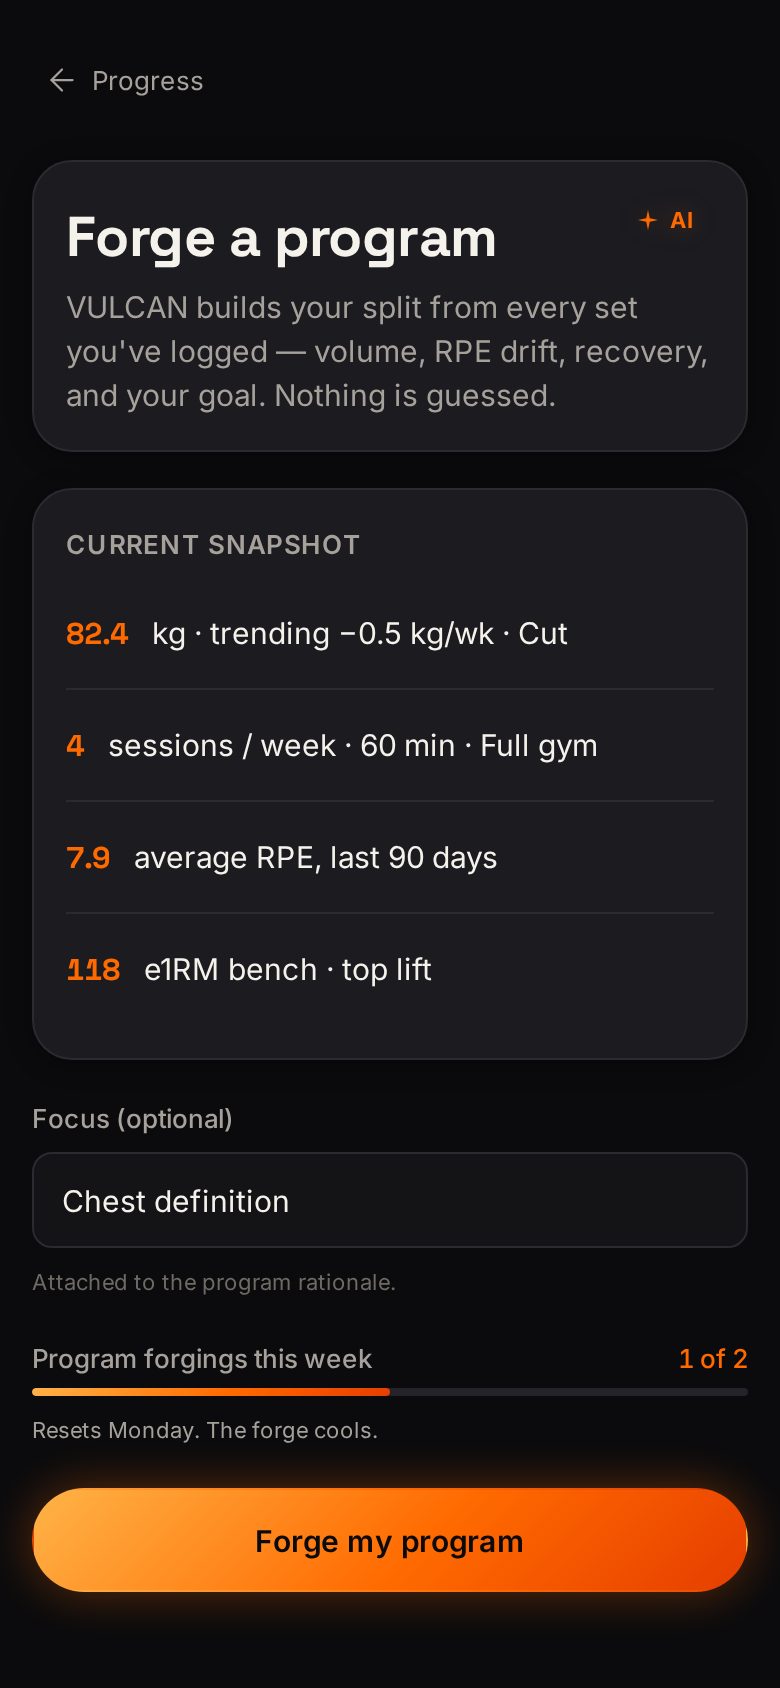 Progress
Forge a program
AI
VULCAN builds your split from every set
you've logged — volume, RPE drift, recovery,
and your goal. Nothing is guessed.
CURRENT SNAPSHOT
82.4 kg · trending −0.5 kg/wk · Cut
4 sessions / week · 60 min · Full gym
7.9 average RPE, last 90 days
118 e1RM bench · top lift
Focus (optional)
Chest definition
Attached to the program rationale.
Program forgings this week 1 of 2
Resets Monday. The forge cools.
Forge my program